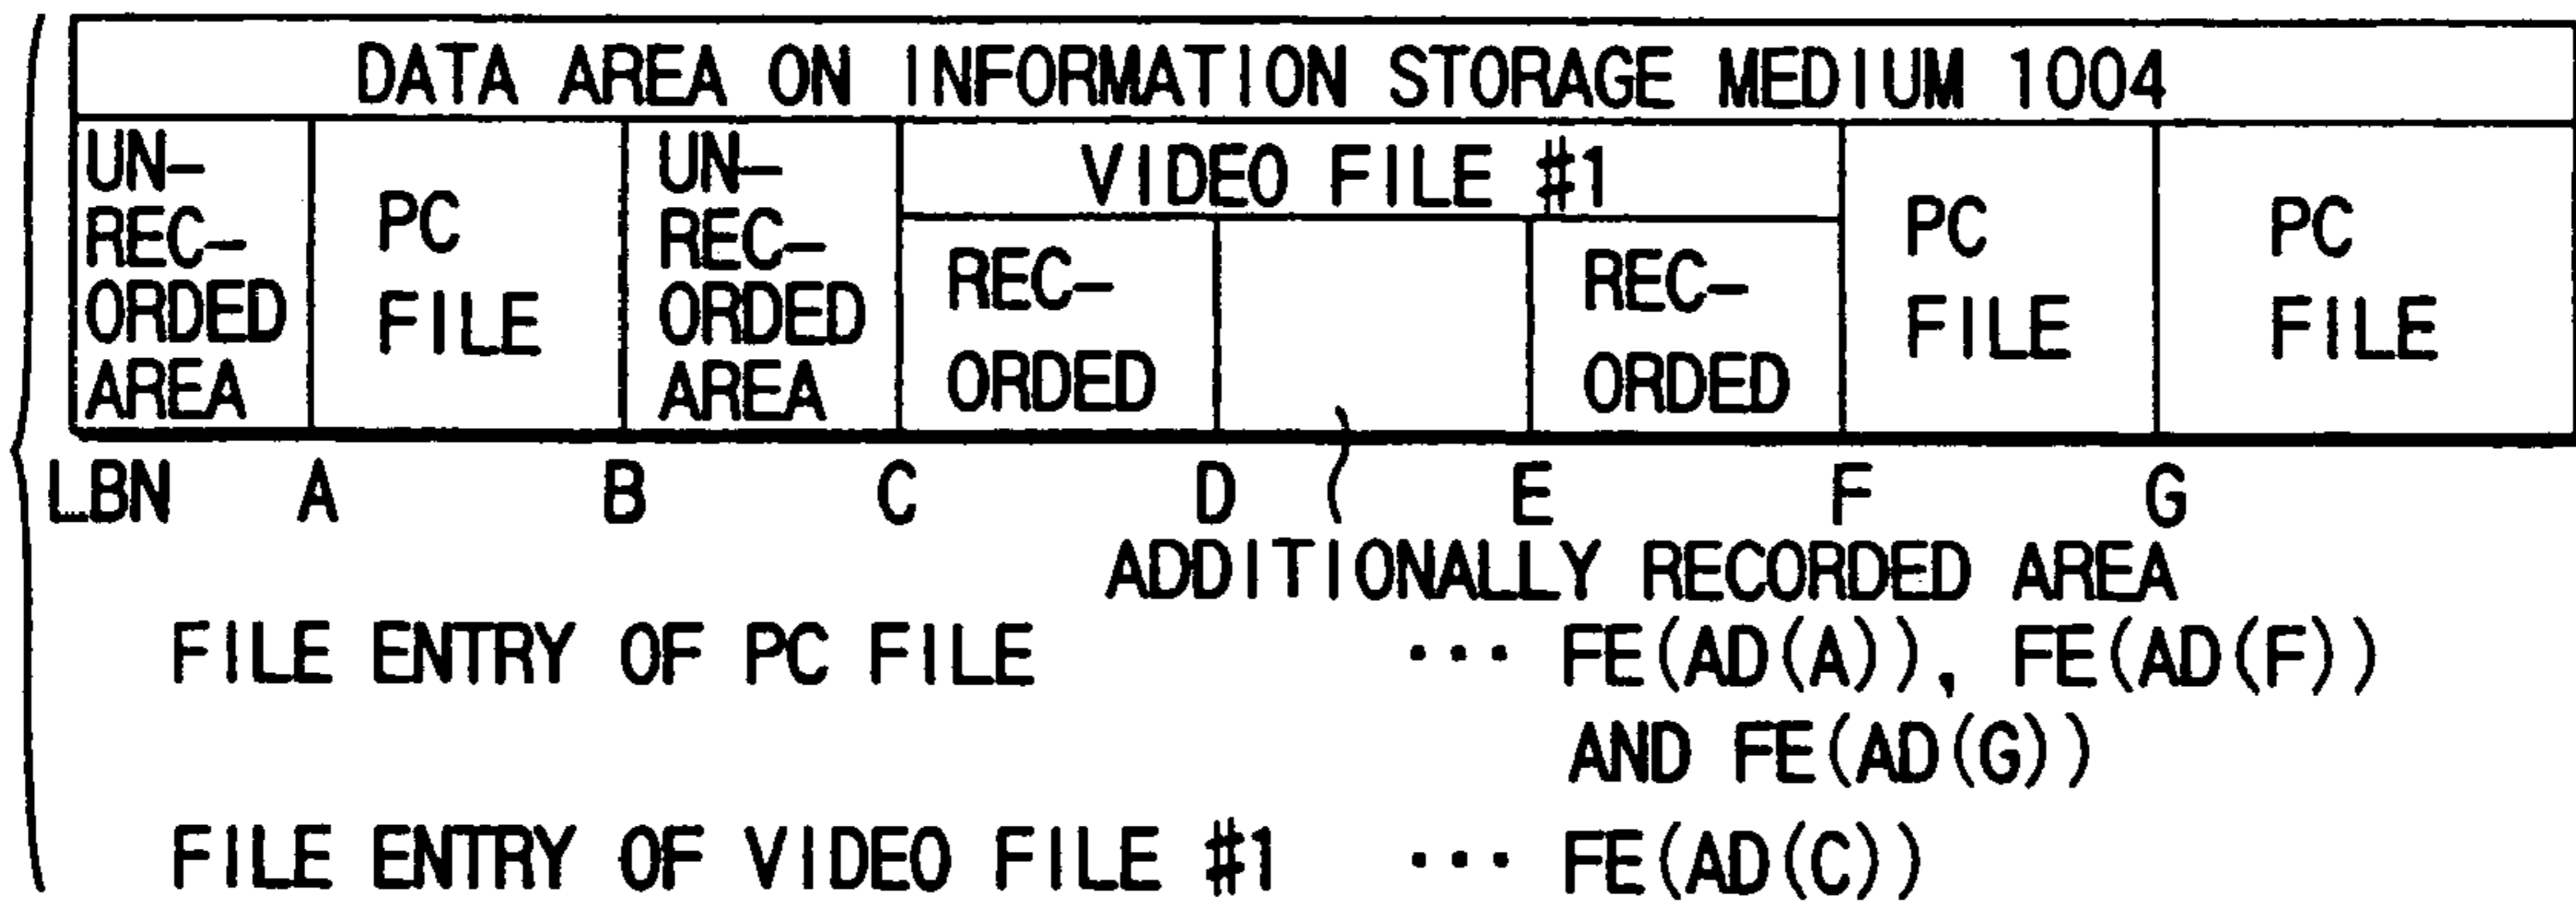 DATA AREA ON INFORMATION STORAGE MEDIUM 1004
UN-
REC-
ORDED
AREA
PC
FILE
UN-
REC-
ORDED
AREA
VIDEO FILE #1
REC-
ORDED
REC-
ORDED
PC
FILE
PC
FILE
LBN A B C D E F G
ADDITIONALLY RECORDED AREA
FILE ENTRY OF PC FILE ··· FE(AD(A)), FE(AD(F))
AND FE(AD(G))
FILE ENTRY OF VIDEO FILE #1 ··· FE(AD(C))